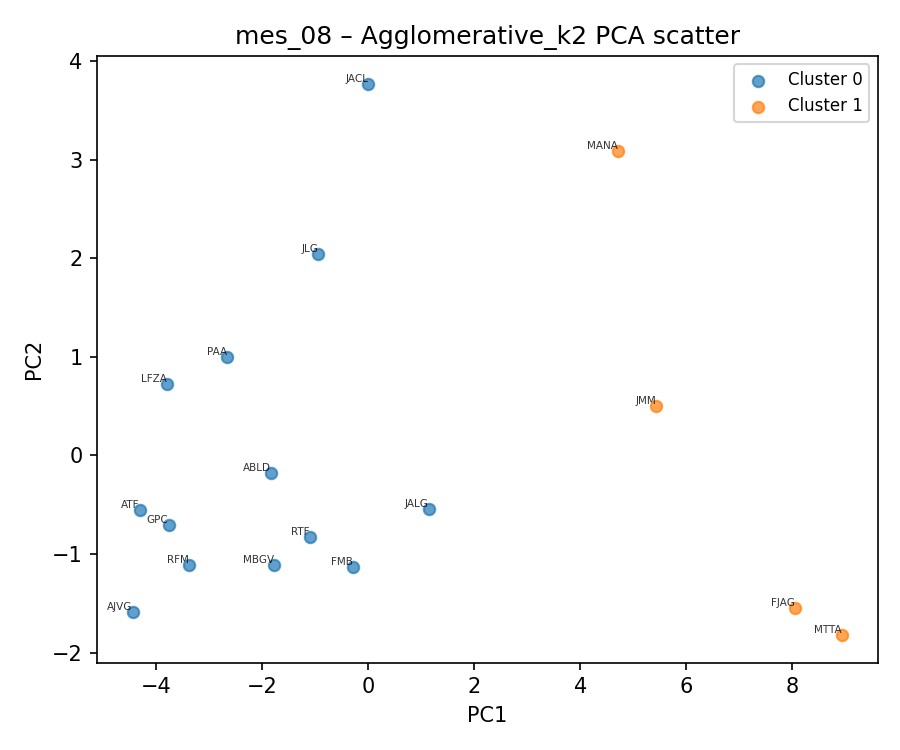 mes_08 – Agglomerative_k2 PCA scatter
Cluster 0
Cluster 1
JACL
MANA
JLG
PAA
LFZA
JMM
ABLD
ATF
GPC
JALG
RTF
RFM
MBGV
FMB
AJVG
FJAG
MTTA
4
3
2
1
0
−1
−2
PC2
−4
−2
0
2
4
6
8
PC1